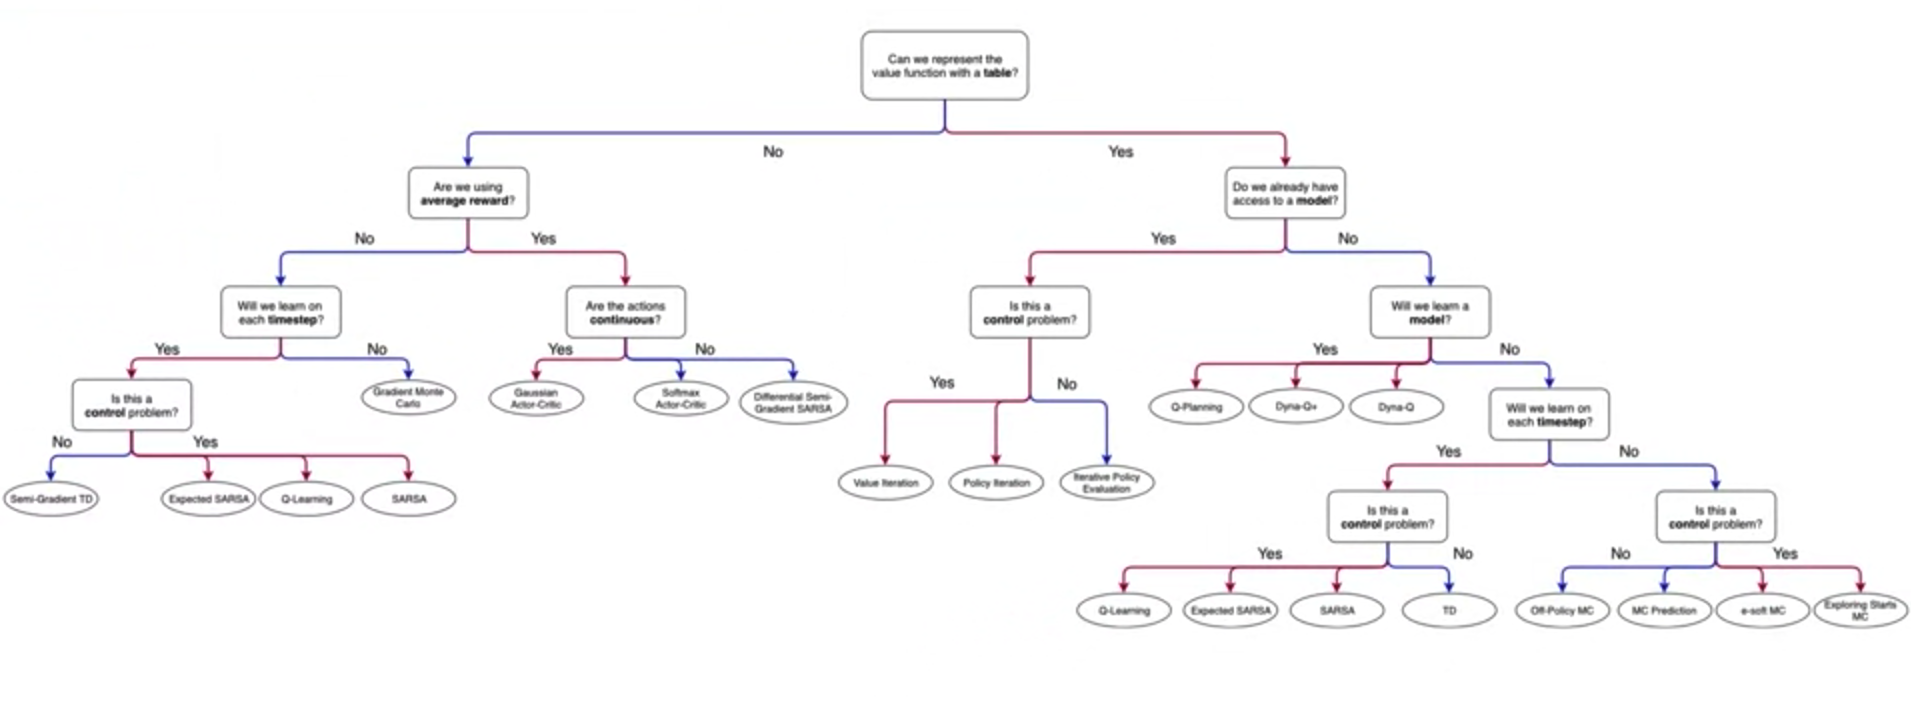 Can we represent the
value function with a table?
No
Yes
Are we using
average reward?
Do we already have
access to a model?
No
Yes
Yes
No
Will we learn on
each timestep?
Are the actions
continuous?
Is this a
control problem?
Will we learn a
model?
Yes
No
Yes
No
Yes
No
Yes
No
Is this a
control problem?
Gradient Monte
Carlo
Gaussian
Actor-Critic
Softmax
Actor-Critic
Differential Semi-
Gradient SARSA
Q-Planning
Dyna-Q+
Dyna-Q
Will we learn on
each timestep?
No
Yes
Yes
No
Semi-Gradient TD
Expected SARSA
Q-Learning
SARSA
Value Iteration
Policy Iteration
Iterative Policy
Evaluation
Is this a
control problem?
Is this a
control problem?
Yes
No
No
Yes
Q-Learning
Expected SARSA
SARSA
TD
Off-Policy MC
MC Prediction
e-soft MC
Exploring Starts
MC